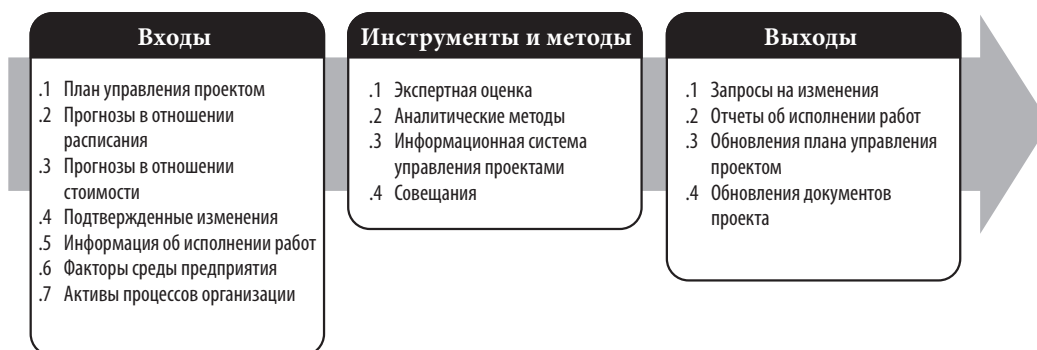 Входы
.1 План управления проектом
.2 Прогнозы в отношении
расписания
.3 Прогнозы в отношении
стоимости
.4 Подтвержденные изменения
.5 Информация об исполнении работ
.6 Факторы среды предприятия
.7 Активы процессов организации
Инструменты и методы
.1 Экспертная оценка
.2 Аналитические методы
.3 Информационная система
управления проектами
.4 Совещания
Выходы
.1 Запросы на изменения
.2 Отчеты об исполнении работ
.3 Обновления плана управления
проектом
.4 Обновления документов
проекта